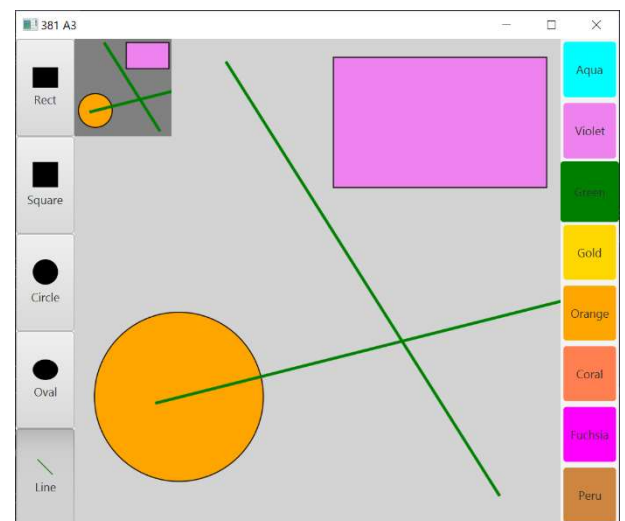 381 A3
Rect
Square
Circle
Oval
Line
Aqua
Violet
Green
Gold
Orange
Coral
Fuchsia
Peru